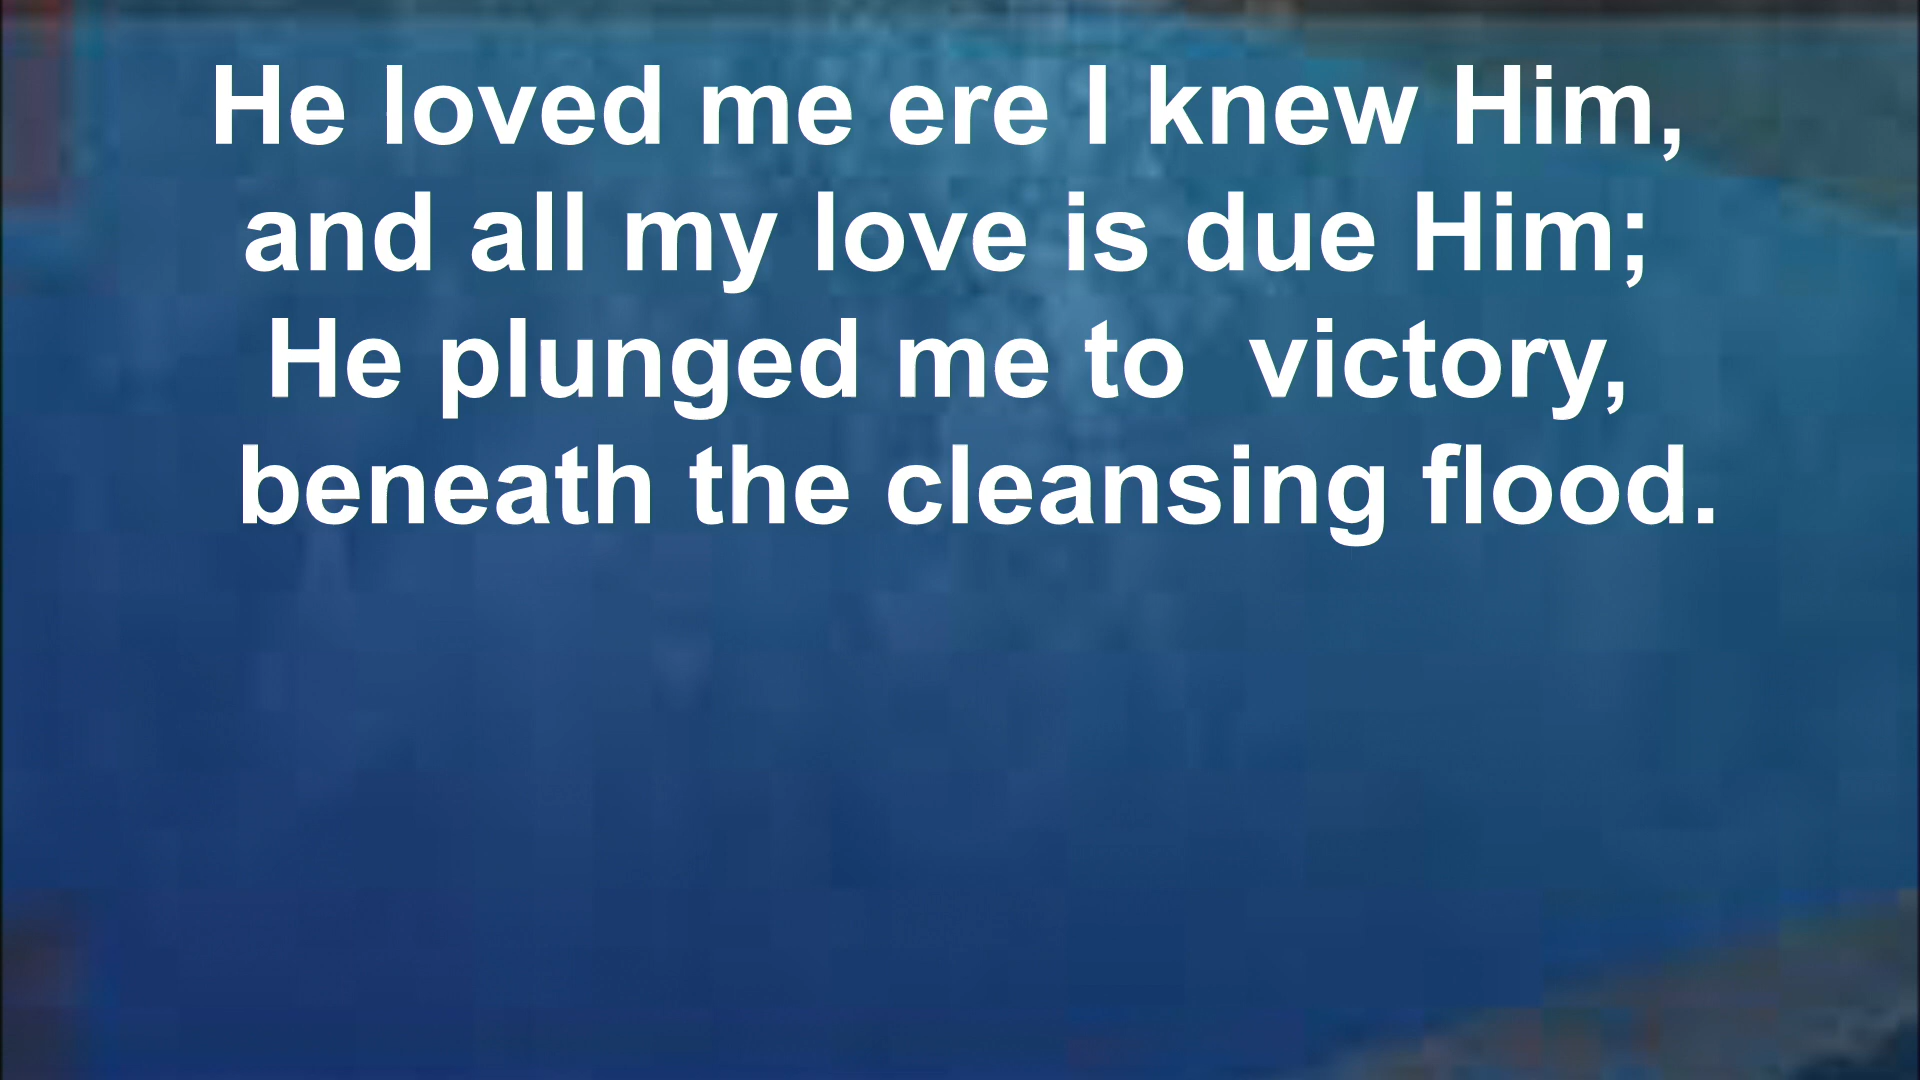 He loved me ere I knew Him,
and all my love is due Him;
He plunged me to  victory,
beneath the cleansing flood.